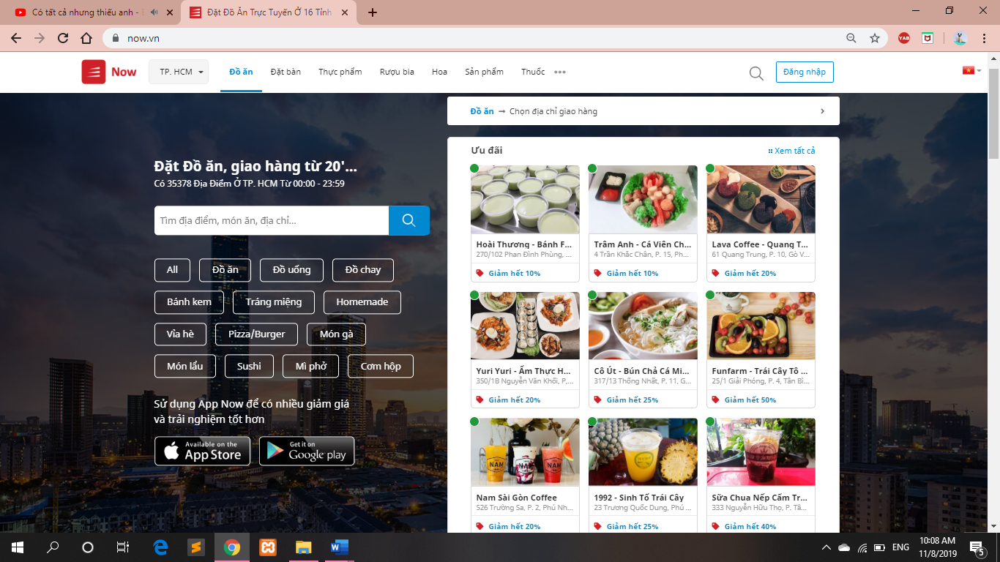 Có tất cả nhưng thiếu anh -
Đặt Đồ Ăn Trực Tuyến Ở 16 Tỉnh
now.vn
YAB
Now
TP. HCM
Đồ ăn
Đặt bàn
Thực phẩm
Rượu bia
Hoa
Sản phẩm
Thuốc
Đăng nhập
Đồ ăn → Chọn địa chỉ giao hàng
Đặt Đồ ăn, giao hàng từ 20'...
Có 35378 Địa Điểm Ở TP. HCM Từ 00:00 - 23:59
Tìm địa điểm, món ăn, địa chỉ...
All
Đồ ăn
Đồ uống
Đồ chay
Bánh kem
Tráng miệng
Homemade
Vỉa hè
Pizza/Burger
Món gà
Món lẩu
Sushi
Mì phở
Cơm hộp
Sử dụng App Now để có nhiều giảm giá
và trải nghiệm tốt hơn
Available on the
App Store
Get it on
Google play
Ưu đãi
Xem tất cả
Hoài Thương - Bánh F...
270/102 Phan Đình Phùng, ...
Giảm hết 10%
Trâm Anh - Cá Viên Ch...
4 Trần Khắc Chân, P. 15, Ph...
Giảm hết 10%
Lava Coffee - Quang T...
61 Quang Trung, P. 10, Gò V...
Giảm hết 20%
Yuri Yuri - Ẩm Thực H...
350/1B Nguyễn Văn Khối, P,...
Giảm hết 20%
Cô Út - Bún Chả Cá Mi...
317/13 Thống Nhất, P. 11, G...
Giảm hết 25%
Funfarm - Trái Cây Tô ...
25/1 Giải Phóng, P. 4, Tân Bì...
Giảm hết 50%
NAM
NAM
NAM
Nam Sài Gòn Coffee
526 Trường Sa, P. 2, Phú Nh...
Giảm hết 20%
1992 - Sinh Tố Trái Cây
23 Trương Quốc Dung, Phú ...
Giảm hết 25%
Sữa Chua Nếp Cẩm Tr...
333 Nguyễn Hữu Thọ, P. Tâ...
Giảm hết 40%
ENG
10:08 AM
11/8/2019
5